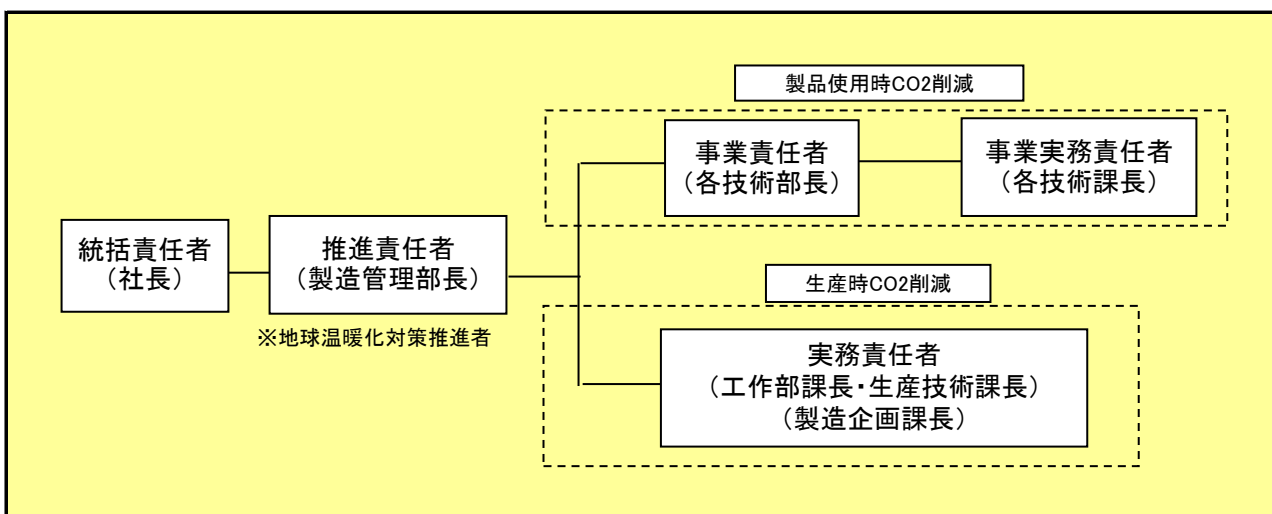 製品使用時CO2削減
事業責任者
（各技術部長）
事業実務責任者
（各技術課長）
統括責任者
（社長）
推進責任者
（製造管理部長）
※地球温暖化対策推進者
生産時CO2削減
実務責任者
（工作部課長・生産技術課長）
（製造企画課長）